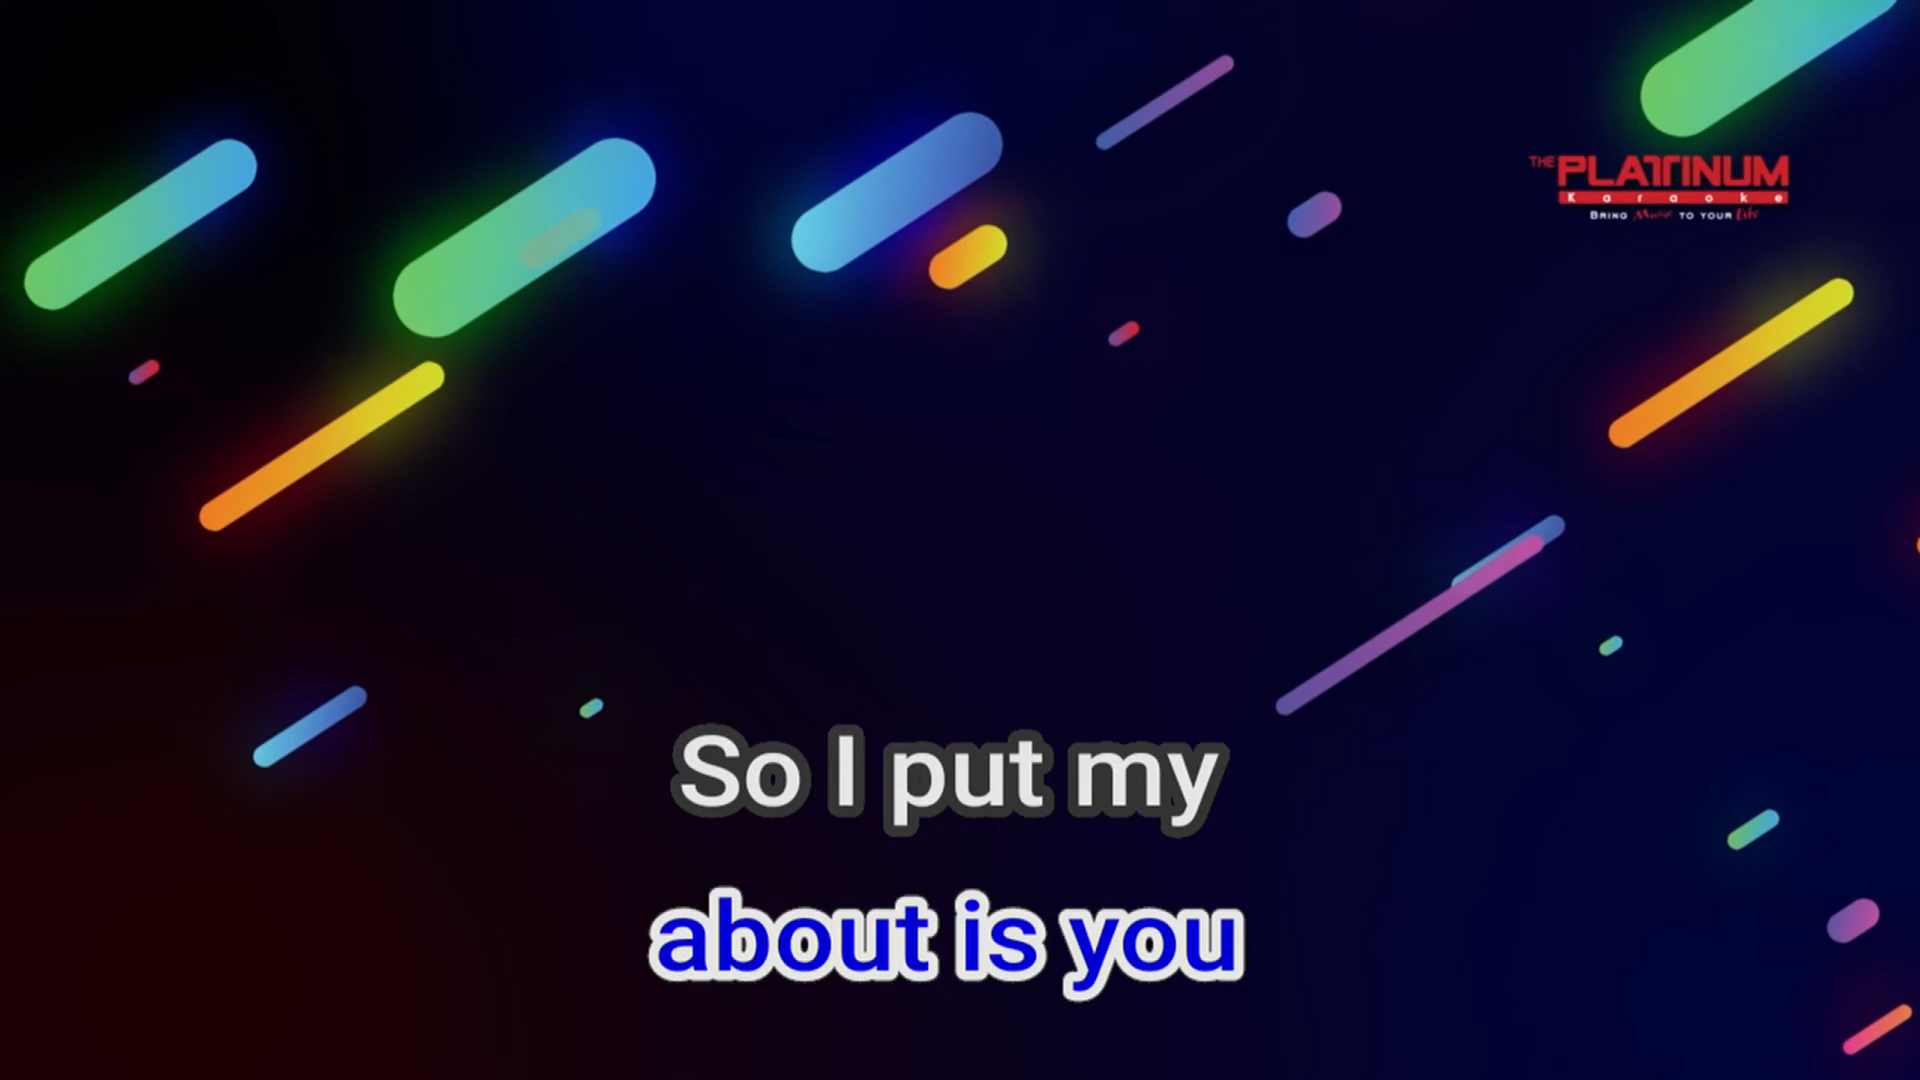 THE PLATINUM
Karaoke
BRING Music TO YOUR Life
So I put my
about is you